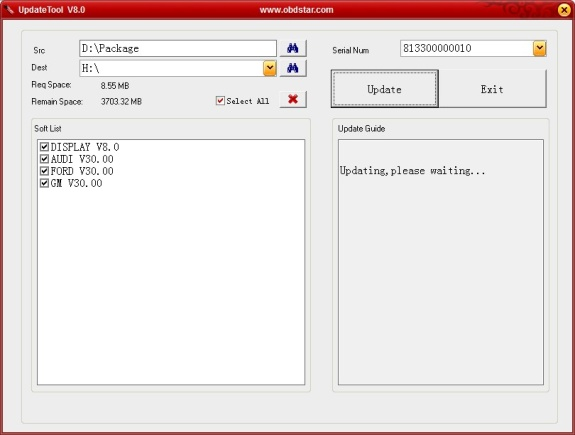 UpdateTool V8.0
www.obdstar.com
Src
D:\Package
Serial Num
813300000010
Dest
H:\
Req Space:
8.55 MB
Update
Exit
Remain Space:
3703.32 MB
Select All
Soft List
Update Guide
DISPLAY V8.0
AUDI V30.00
FORD V30.00
GM V30.00
Updating,please waiting...